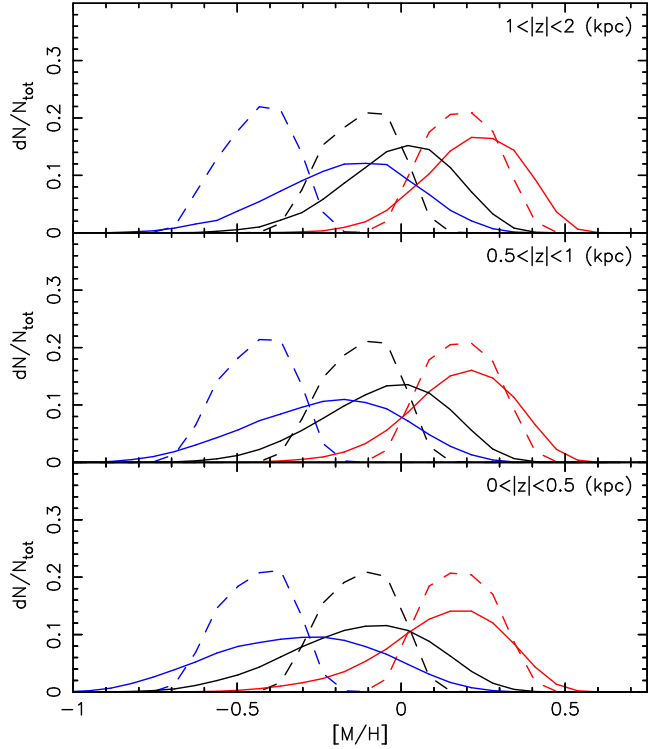 1<|z|<2 (kpc)
dN/N_tot
0 0.1 0.2 0.3
0.5<|z|<1 (kpc)
dN/N_tot
0 0.1 0.2 0.3
0<|z|<0.5 (kpc)
dN/N_tot
0 0.1 0.2 0.3
-1 -0.5 0 0.5
[M/H]